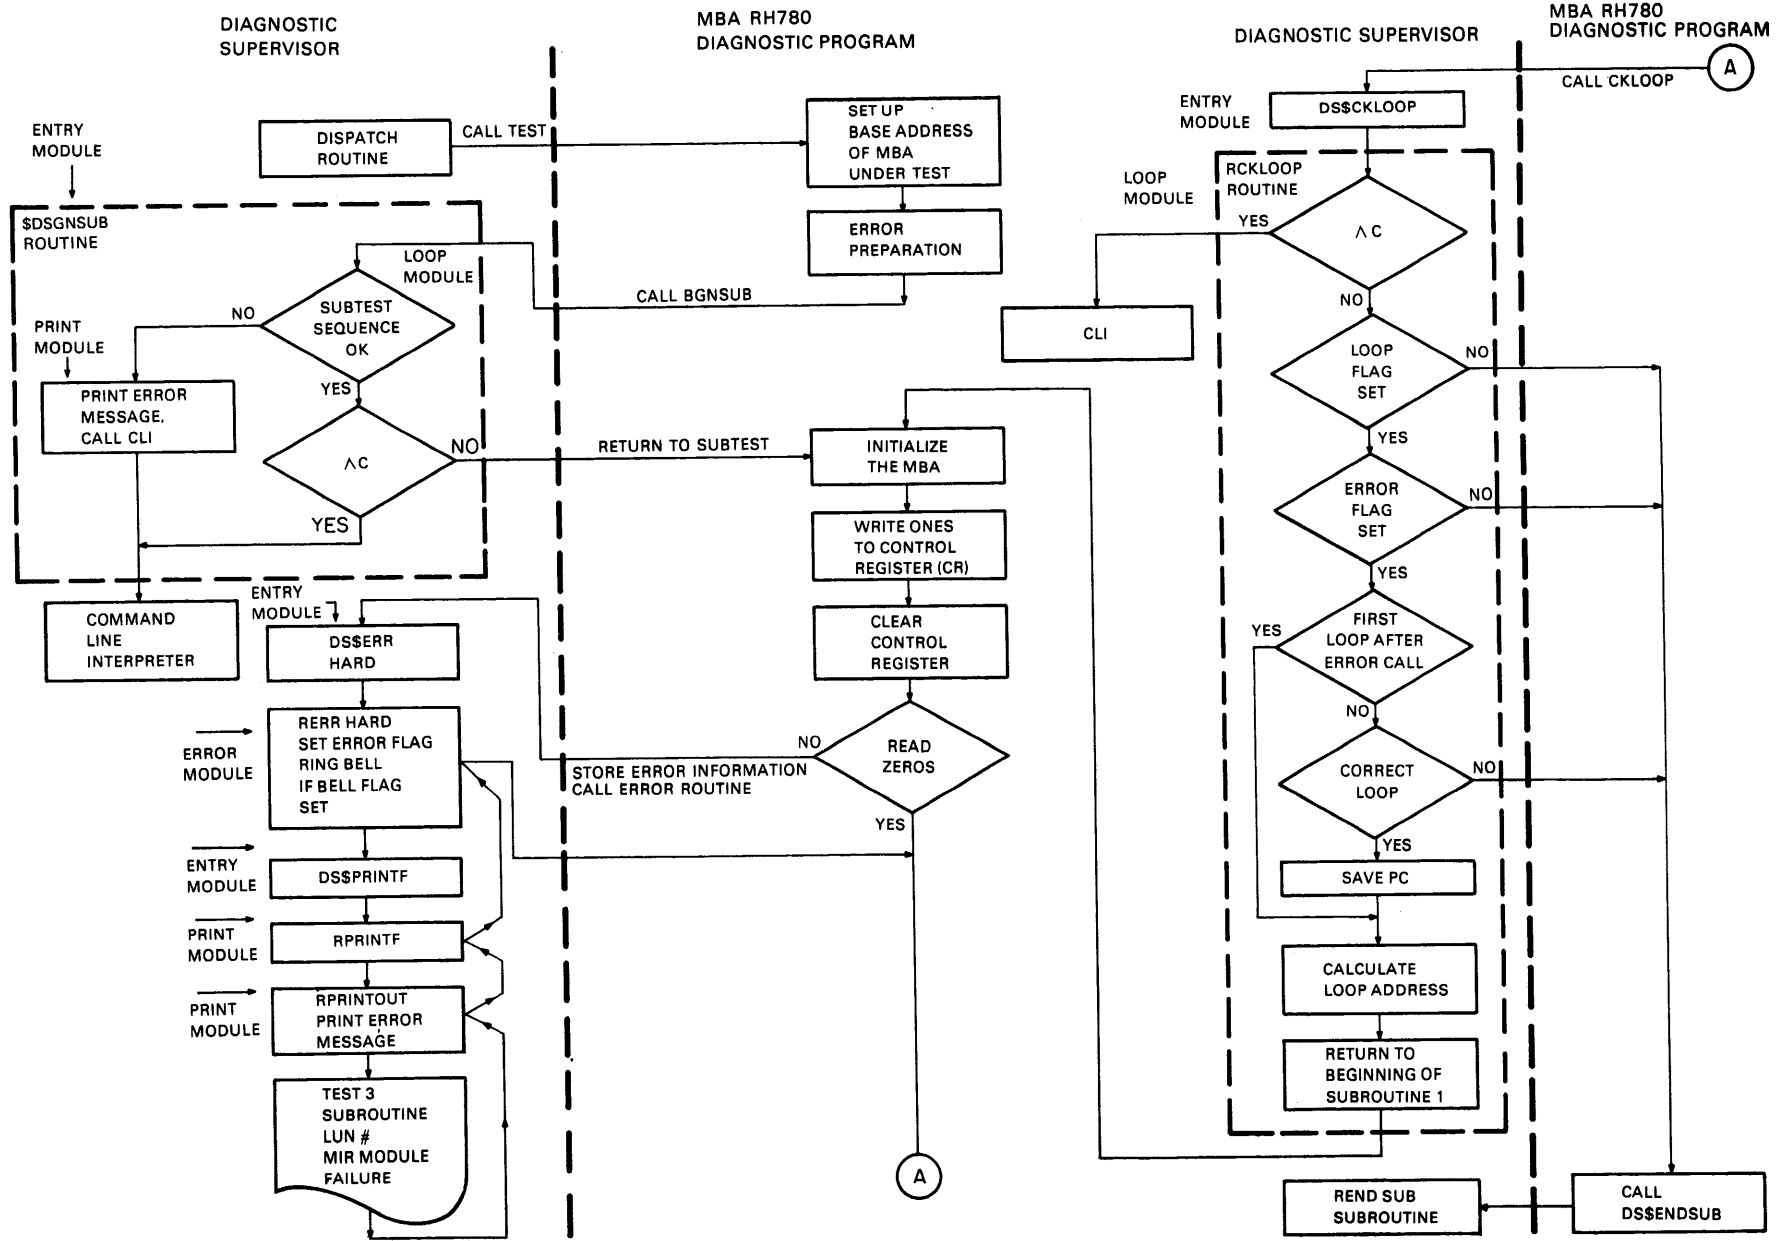 DIAGNOSTIC
SUPERVISOR
MBA RH780
DIAGNOSTIC PROGRAM
ENTRY
MODULE
DISPATCH
ROUTINE
CALL TEST
SET UP
BASE ADDRESS
OF MBA
UNDER TEST
$DSGNSUB
ROUTINE
LOOP
MODULE
ERROR
PREPARATION
CALL BGNSUB
SUBTEST
SEQUENCE
OK
NO
YES
PRINT
MODULE
PRINT ERROR
MESSAGE,
CALL CLI
ΛC
NO
YES
RETURN TO SUBTEST
INITIALIZE
THE MBA
WRITE ONES
TO CONTROL
REGISTER (CR)
CLEAR
CONTROL
REGISTER
COMMAND
LINE
INTERPRETER
ENTRY
MODULE
DS$ERR
HARD
ERROR
MODULE
RERR HARD
SET ERROR FLAG
RING BELL
IF BELL FLAG
SET
NO
READ
ZEROS
YES
STORE ERROR INFORMATION
CALL ERROR ROUTINE
ENTRY
MODULE
DS$PRINTF
PRINT
MODULE
RPRINTF
PRINT
MODULE
RPRINTOUT
PRINT ERROR
MESSAGE
TEST 3
SUBROUTINE
LUN #
MIR MODULE
FAILURE
A
DIAGNOSTIC SUPERVISOR
MBA RH780
DIAGNOSTIC PROGRAM
A
CALL CKLOOP
ENTRY
MODULE
DS$CKLOOP
LOOP
MODULE
RCKLOOP
ROUTINE
YES
ΛC
NO
CLI
LOOP
FLAG
SET
NO
YES
ERROR
FLAG
SET
NO
YES
FIRST
LOOP AFTER
ERROR CALL
YES
NO
CORRECT
LOOP
NO
YES
SAVE PC
CALCULATE
LOOP ADDRESS
RETURN TO
BEGINNING OF
SUBROUTINE 1
REND SUB
SUBROUTINE
CALL
DS$ENDSUB